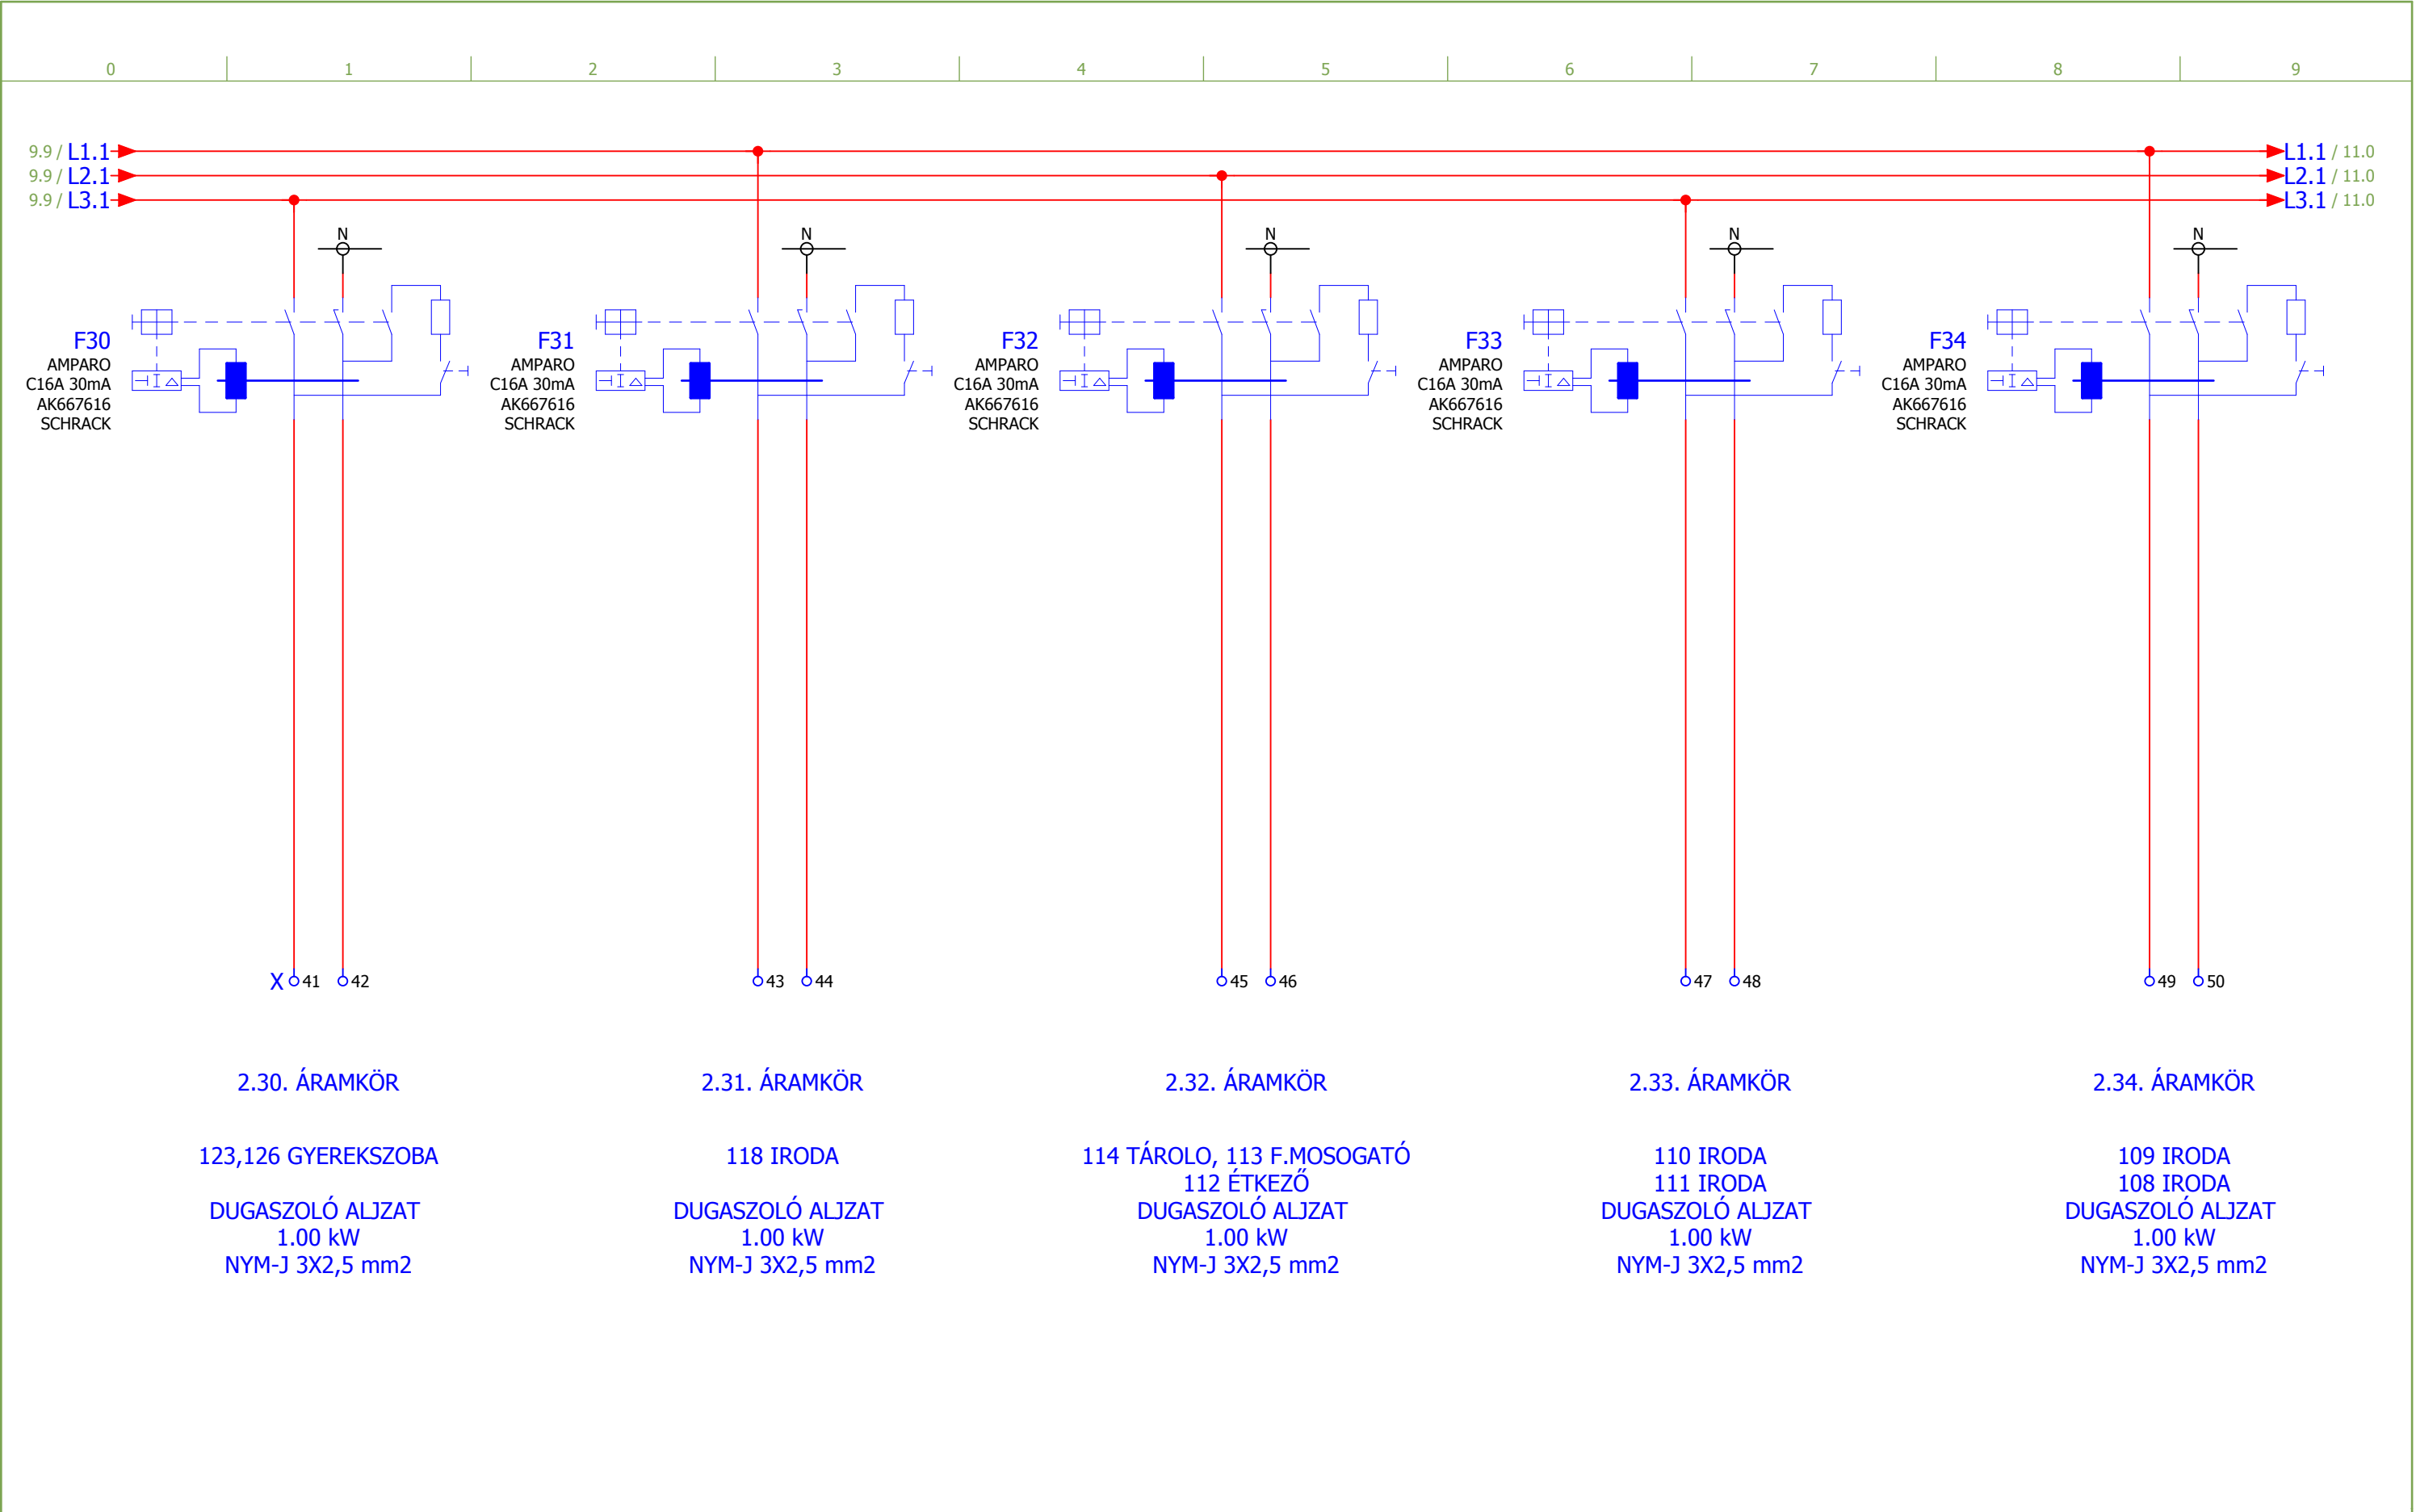 0 1 2 3 4 5 6 7 8 9
9.9 / L1.1 L1.1 / 11.0
9.9 / L2.1 L2.1 / 11.0
9.9 / L3.1 L3.1 / 11.0
N N N N N
F30 F31 F32 F33 F34
AMPARO AMPARO AMPARO AMPARO AMPARO
C16A 30mA C16A 30mA C16A 30mA C16A 30mA C16A 30mA
AK667616 AK667616 AK667616 AK667616 AK667616
SCHRACK SCHRACK SCHRACK SCHRACK SCHRACK
X 41 42 43 44 45 46 47 48 49 50
2.30. ÁRAMKÖR 2.31. ÁRAMKÖR 2.32. ÁRAMKÖR 2.33. ÁRAMKÖR 2.34. ÁRAMKÖR
123,126 GYEREKSZOBA 118 IRODA 114 TÁROLO, 113 F.MOSOGATÓ 110 IRODA 109 IRODA
112 ÉTKEZŐ 111 IRODA 108 IRODA
DUGASZOLÓ ALJZAT DUGASZOLÓ ALJZAT DUGASZOLÓ ALJZAT DUGASZOLÓ ALJZAT DUGASZOLÓ ALJZAT
1.00 kW 1.00 kW 1.00 kW 1.00 kW 1.00 kW
NYM-J 3X2,5 mm2 NYM-J 3X2,5 mm2 NYM-J 3X2,5 mm2 NYM-J 3X2,5 mm2 NYM-J 3X2,5 mm2